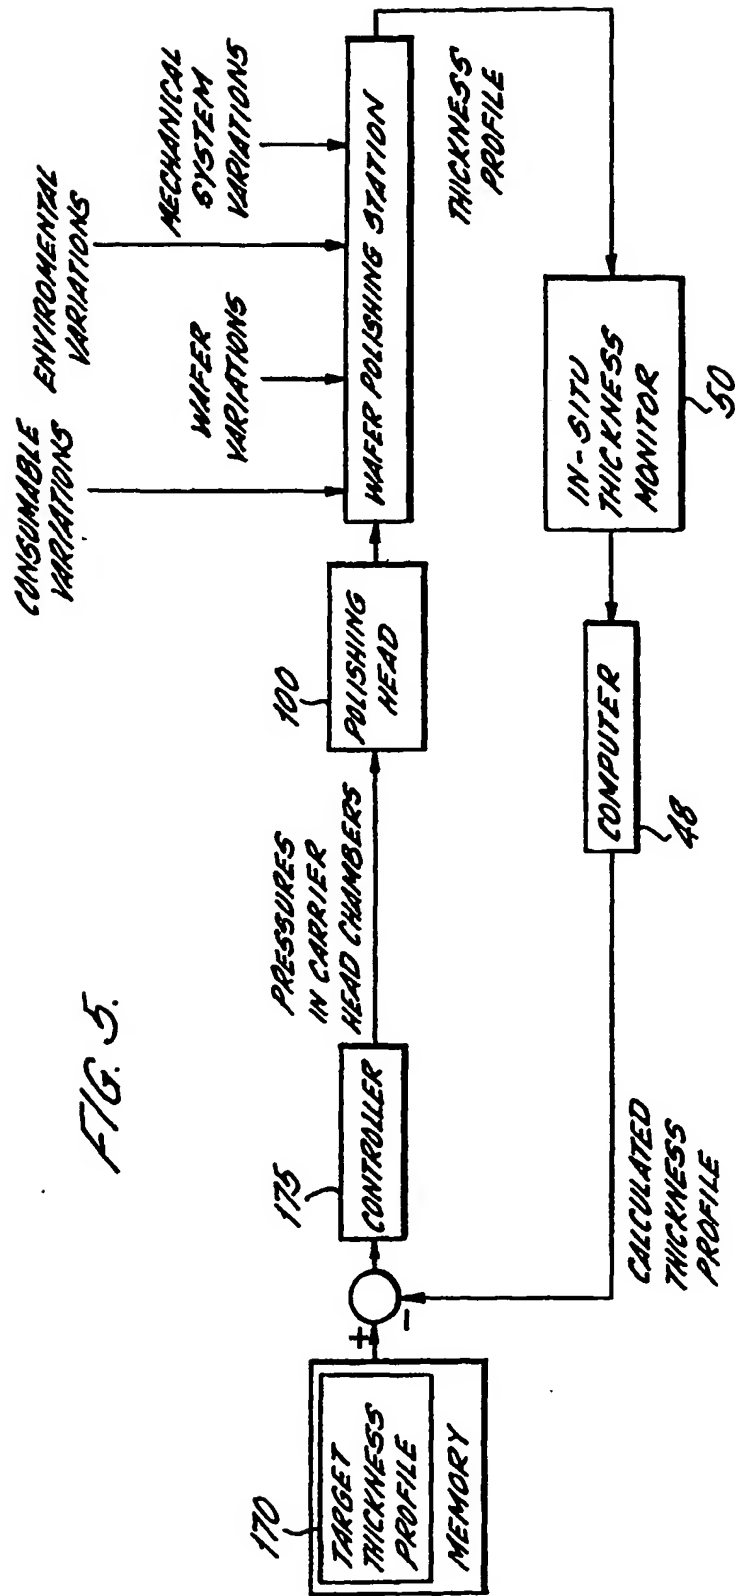 FIG. 5.
CONSUMABLE
VARIATIONS
ENVIROMENTAL
VARIATIONS
WAFER
VARIATIONS
MECHANICAL
SYSTEM
VARIATIONS
170
TARGET
THICKNESS
PROFILE
MEMORY
+
-
175
CONTROLLER
PRESSURES
IN CARRIER
HEAD CHAMBERS
100
POLISHING
HEAD
WAFER POLISHING STATION
THICKNESS
PROFILE
IN-SITU
THICKNESS
MONITOR
50
COMPUTER
48
CALCULATED
THICKNESS
PROFILE